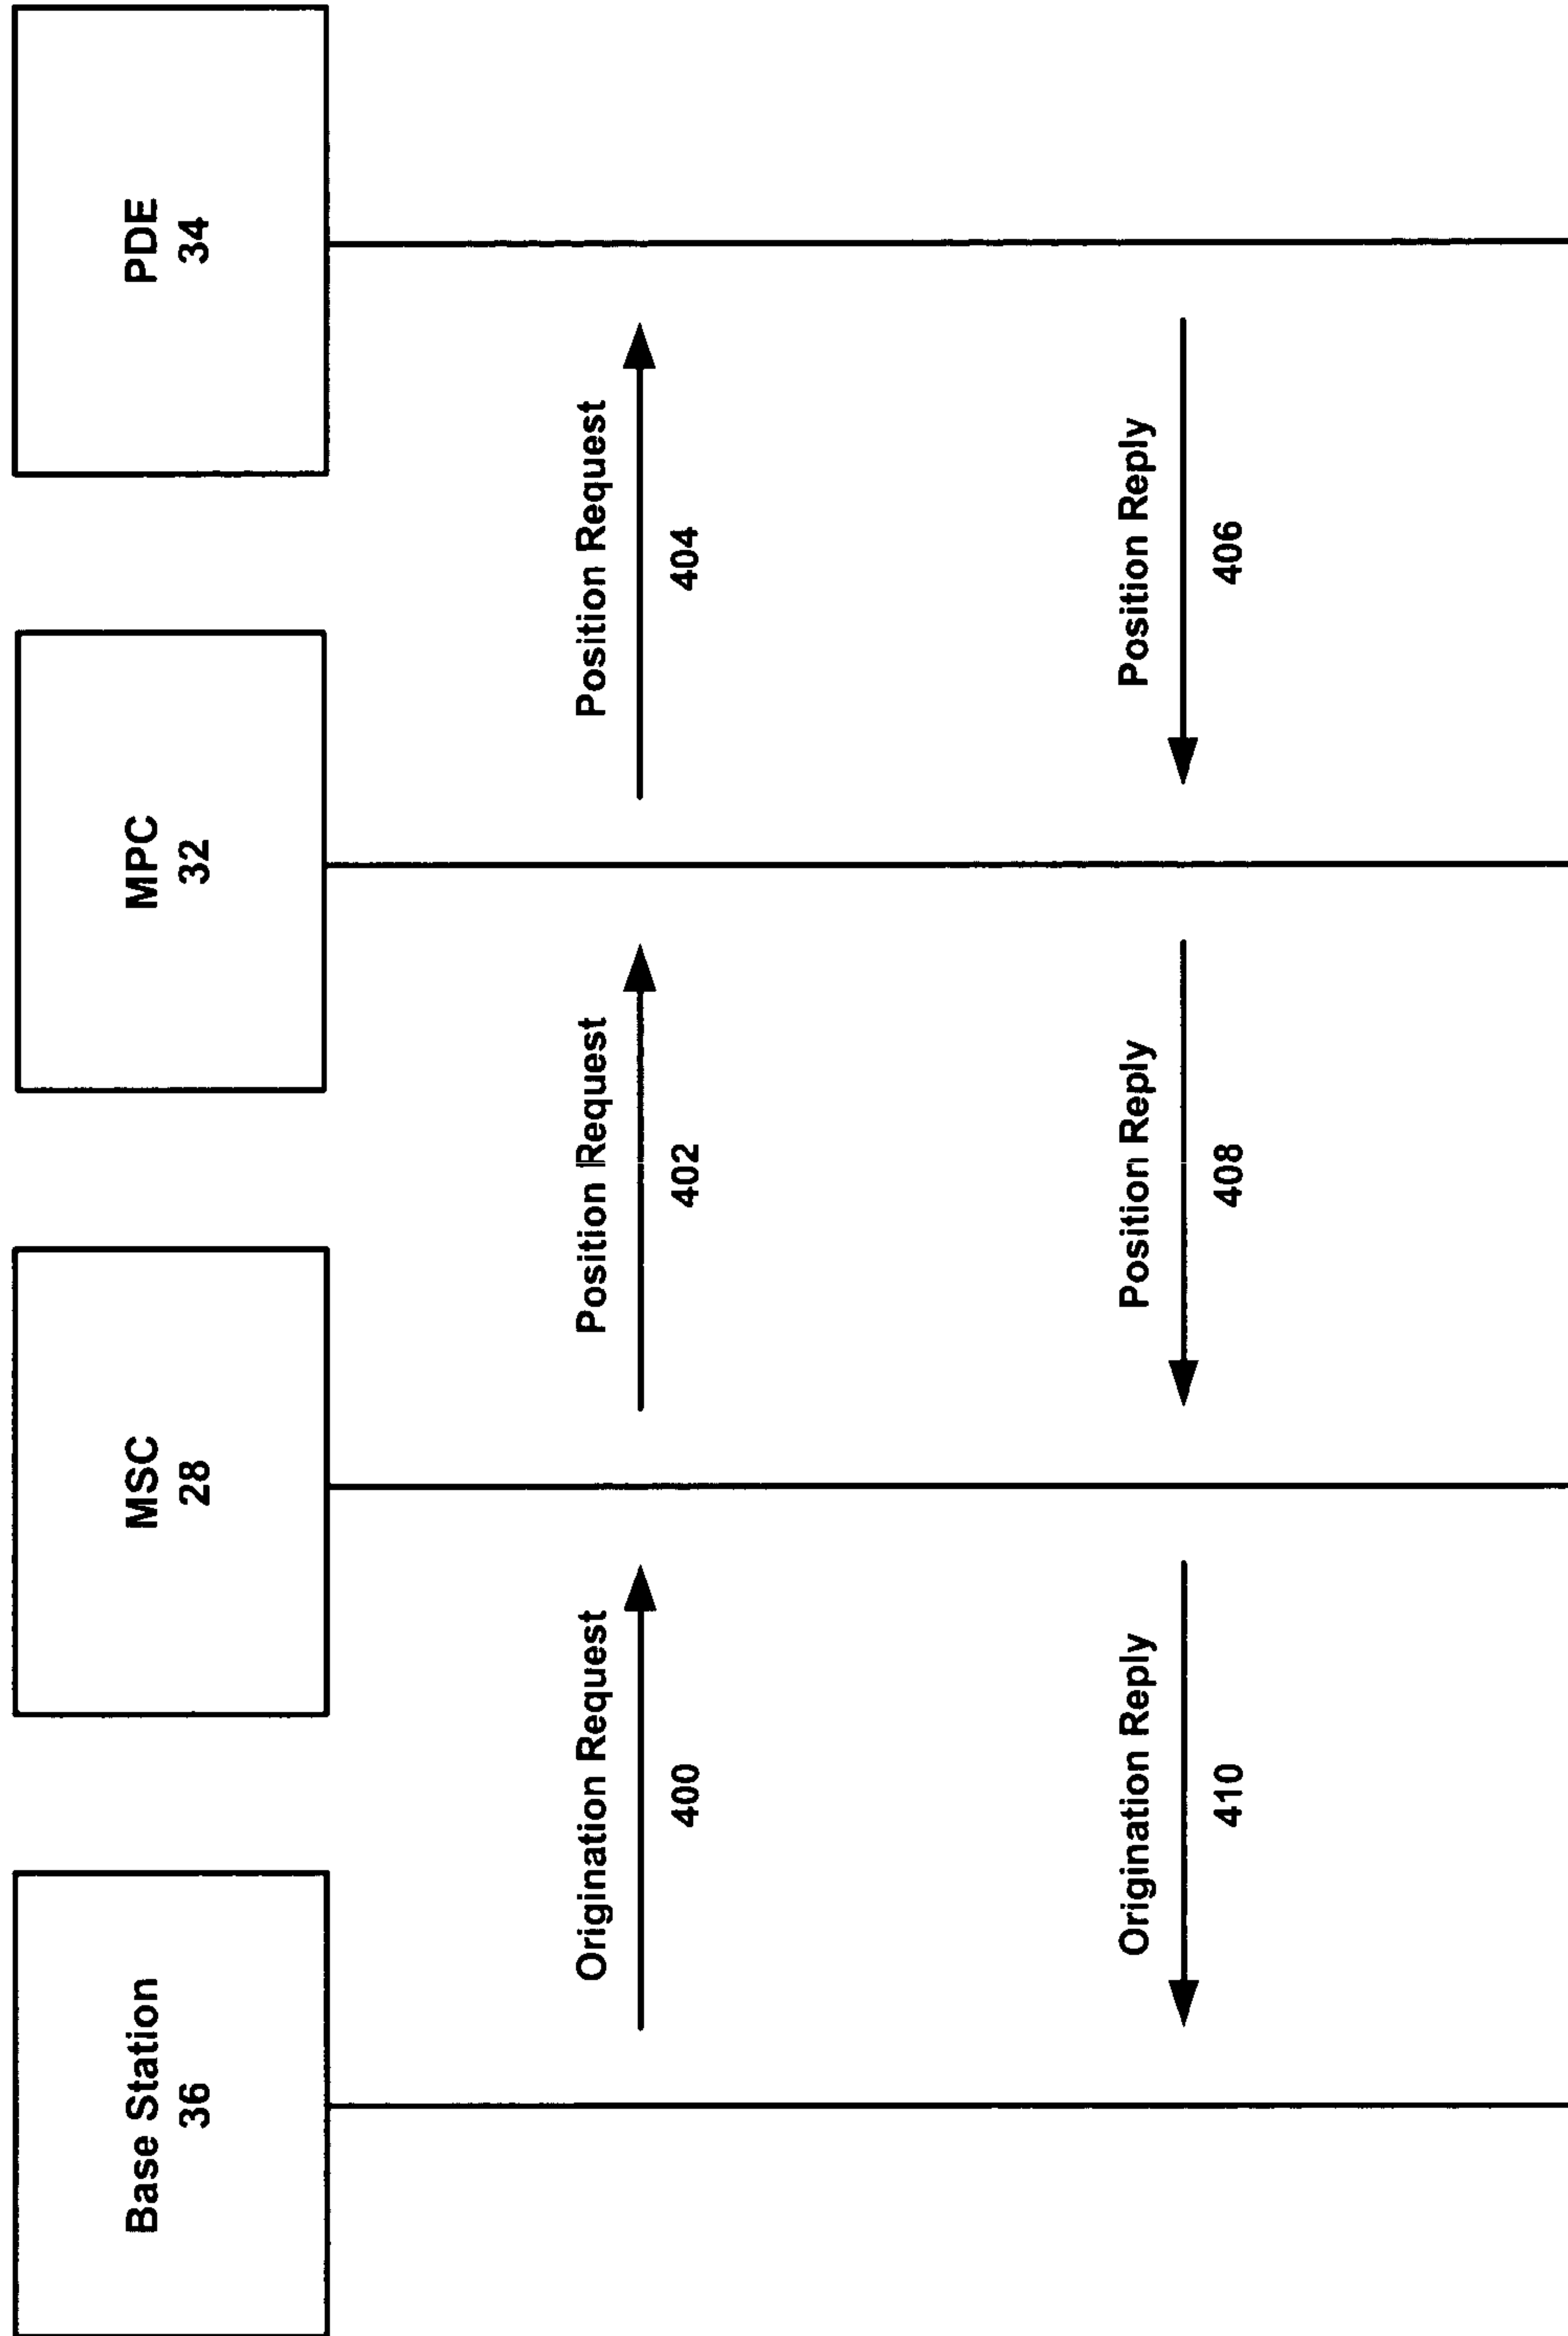 Base Station
36
MSC
28
MPC
32
PDE
34
Origination Request
400
Position Request
402
Position Request
404
Origination Reply
410
Position Reply
408
Position Reply
406